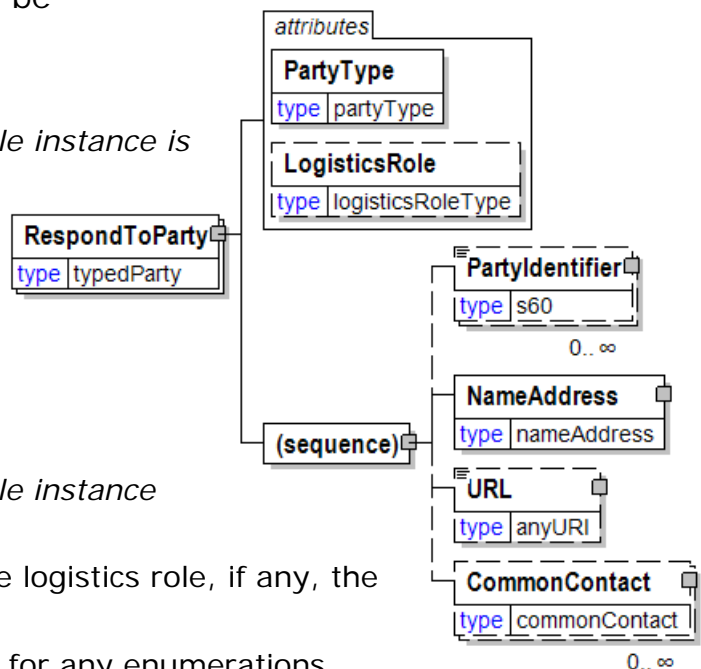 be
attributes
PartyType
type partyType
le instance is
LogisticsRole
type logisticsRoleType
RespondToParty
type typedParty
PartyIdentifier
type s60
0.. ∞
NameAddress
type nameAddress
(sequence)
le instance
URL
type anyURI
e logistics role, if any, the
CommonContact
type commonContact
for any enumerations
0.. ∞